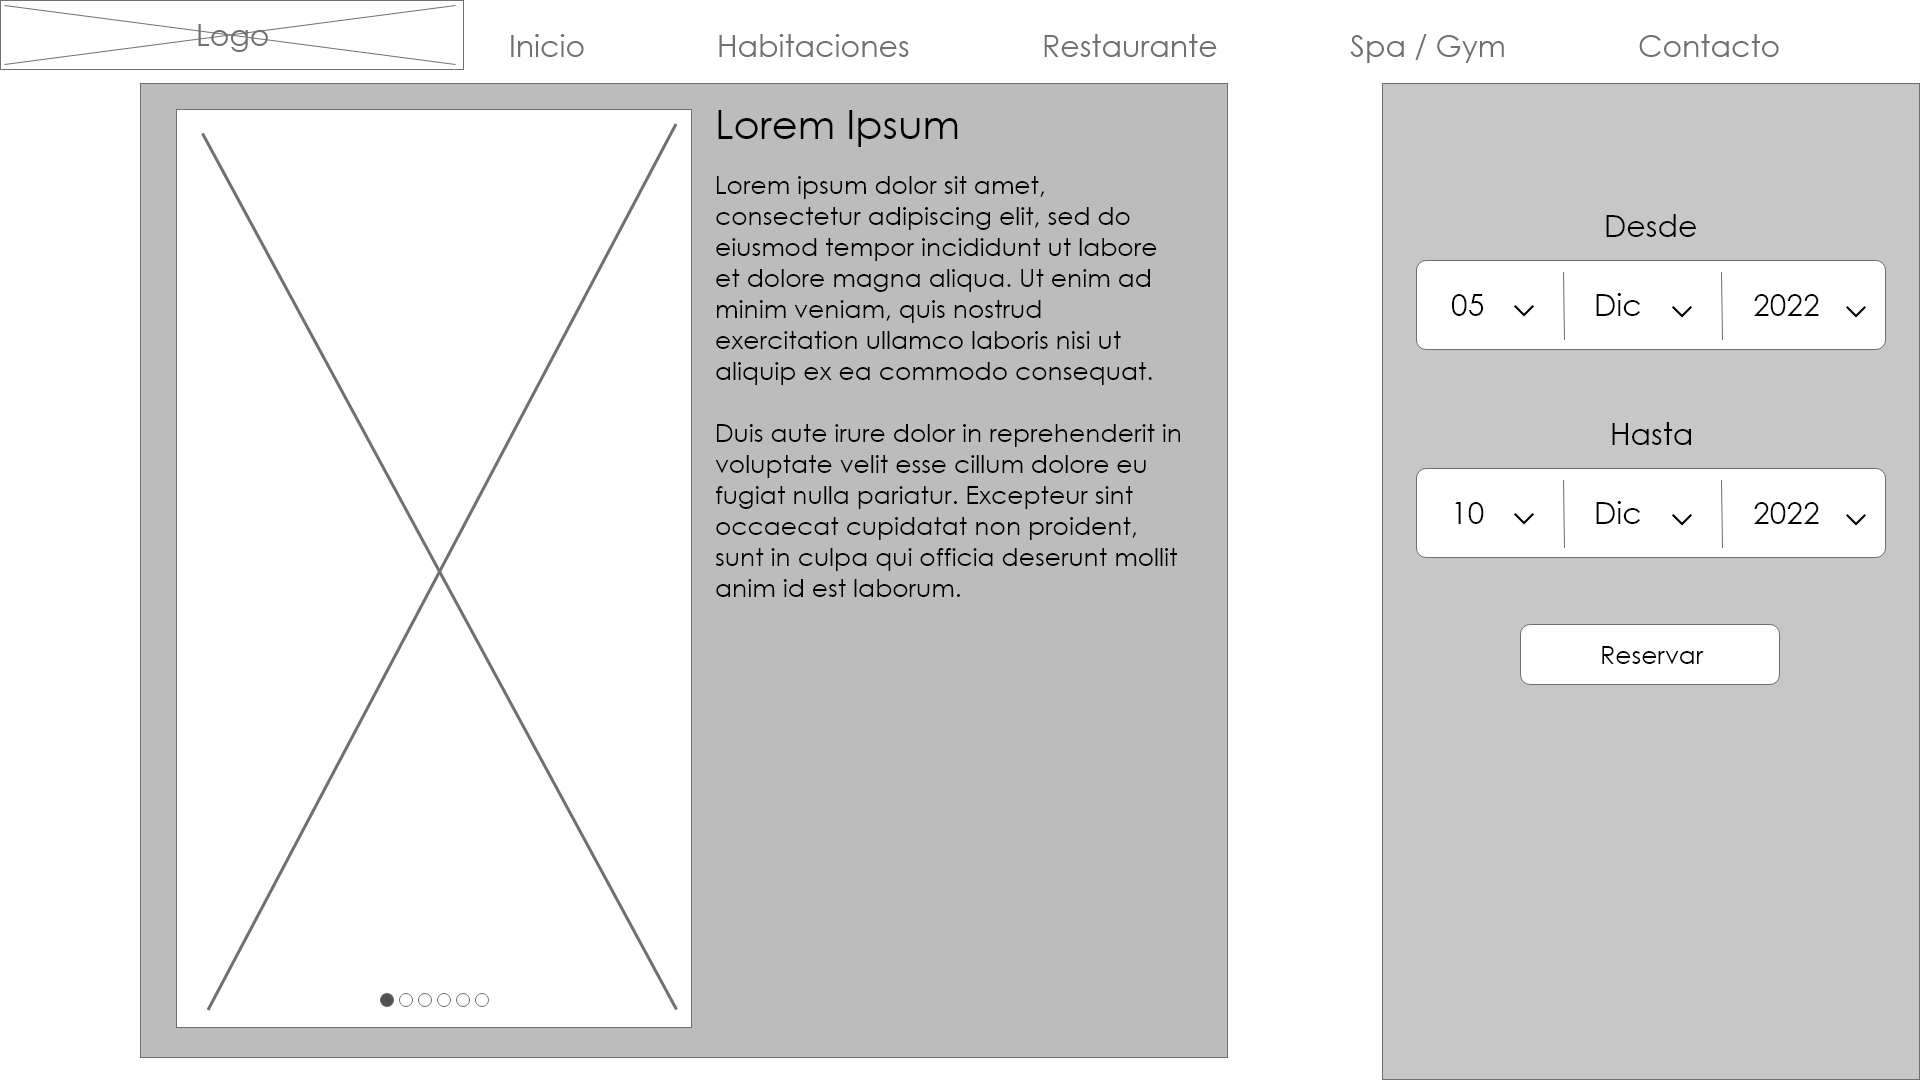 Logo
Inicio
Habitaciones
Restaurante
Spa / Gym
Contacto
Lorem Ipsum
Lorem ipsum dolor sit amet,
consectetur adipiscing elit, sed do
eiusmod tempor incididunt ut labore
et dolore magna aliqua. Ut enim ad
minim veniam, quis nostrud
exercitation ullamco laboris nisi ut
aliquip ex ea commodo consequat.
Duis aute irure dolor in reprehenderit in
voluptate velit esse cillum dolore eu
fugiat nulla pariatur. Excepteur sint
occaecat cupidatat non proident,
sunt in culpa qui officia deserunt mollit
anim id est laborum.
Desde
05 Dic 2022
Hasta
10 Dic 2022
Reservar